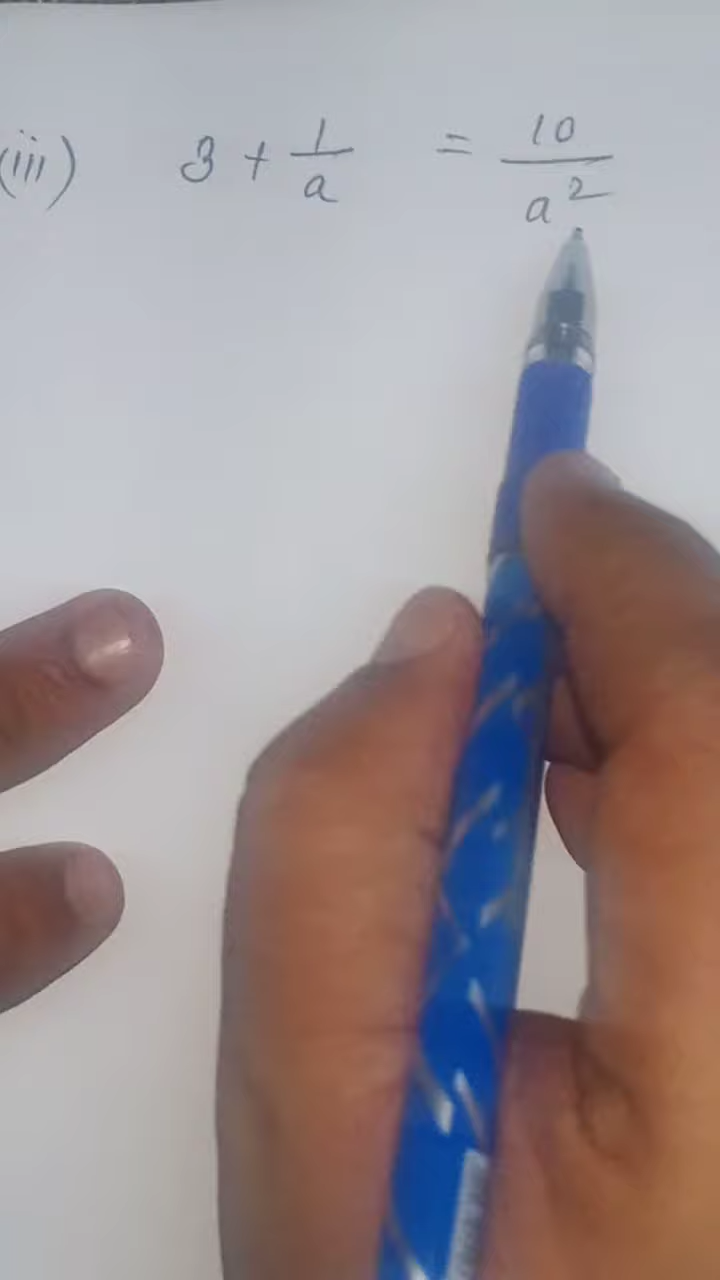 (iii) 3 + 1/a = 10/a²